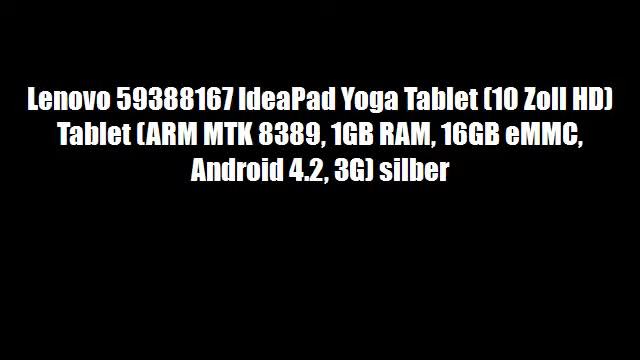 Lenovo 59388167 IdeaPad Yoga Tablet (10 Zoll HD)
Tablet (ARM MTK 8389, 1GB RAM, 16GB eMMC,
Android 4.2, 3G) silber